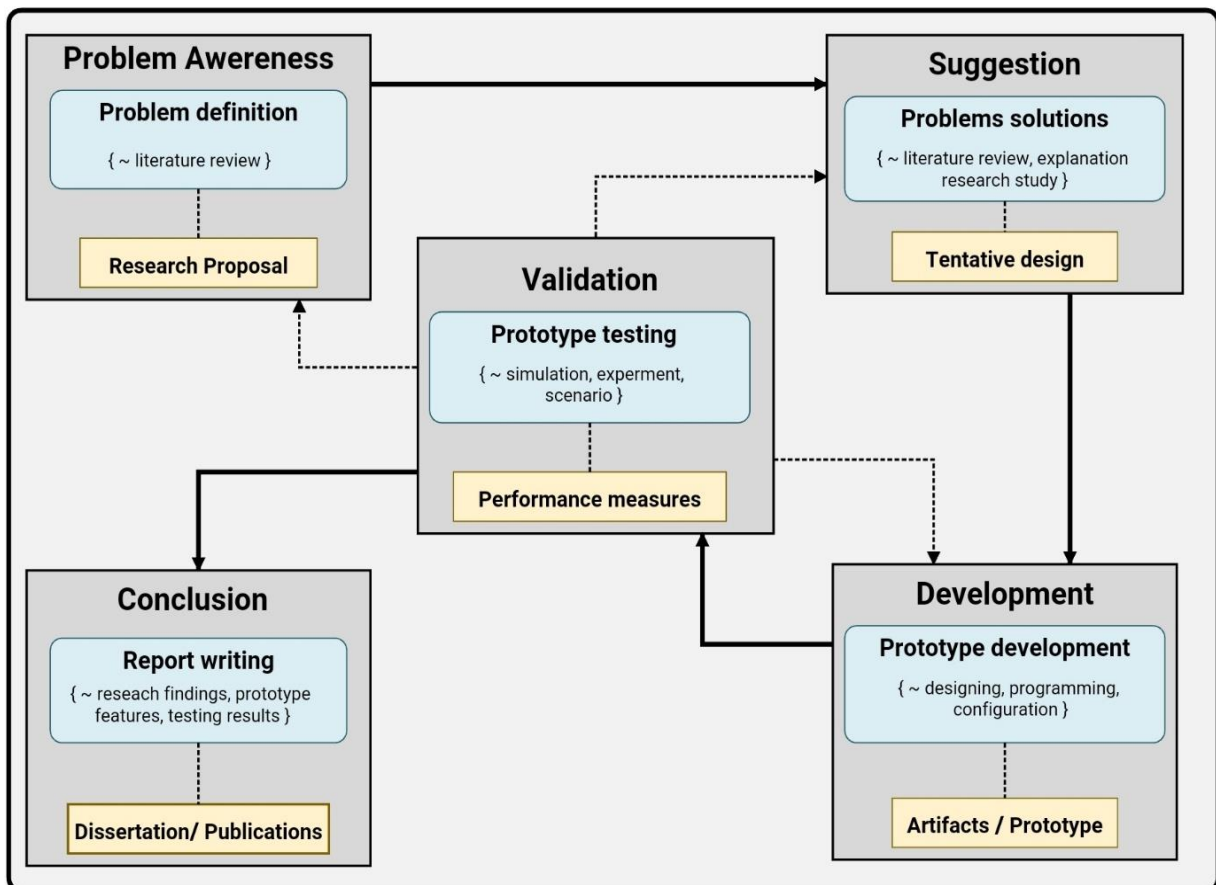 Problem Awereness
Problem definition
{ ~ literature review }
Research Proposal
Suggestion
Problems solutions
{ ~ literature review, explanation
research study }
Tentative design
Validation
Prototype testing
{ ~ simulation, experment,
scenario }
Performance measures
Conclusion
Report writing
{ ~ reseach findings, prototype
features, testing results }
Dissertation/ Publications
Development
Prototype development
{ ~ designing, programming,
configuration }
Artifacts / Prototype